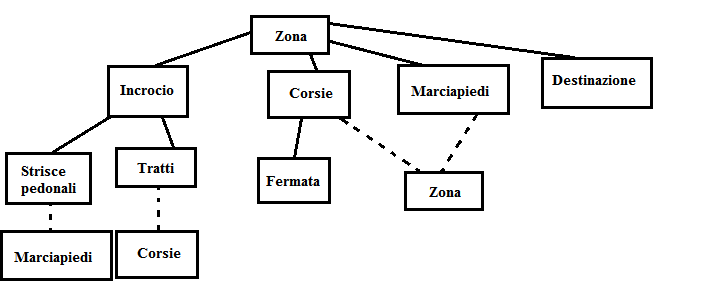 Zona
Incrocio
Corsie
Marciapiedi
Destinazione
Strisce
pedonali
Tratti
Fermata
Zona
Marciapiedi
Corsie